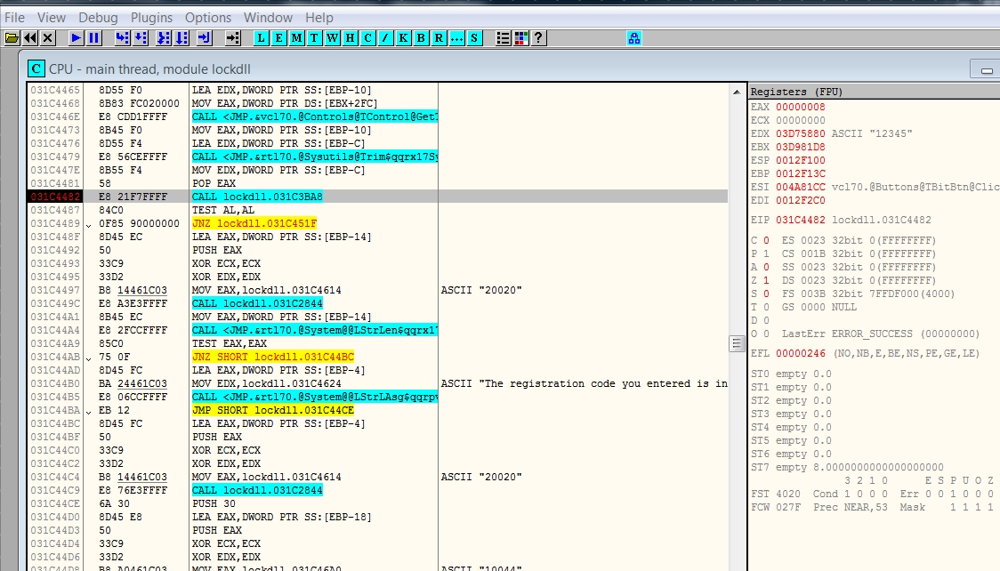 File View Debug Plugins Options Window Help
L E M T W H C / K B R ... S ?
C CPU - main thread, module lockdll
031C4465 8D55 F0 LEA EDX,DWORD PTR SS:[EBP-10]
031C4468 8B83 FC020000 MOV EAX,DWORD PTR DS:[EBX+2FC]
031C446E E8 CDD1FFFF CALL <JMP.&vcl70.@Controls@TControl@GetT
031C4473 8B45 F0 MOV EAX,DWORD PTR SS:[EBP-10]
031C4476 8D55 F4 LEA EDX,DWORD PTR SS:[EBP-C]
031C4479 E8 56CEFFFF CALL <JMP.&rtl70.@Sysutils@Trim$qqrx17Sy
031C447E 8B55 F4 MOV EDX,DWORD PTR SS:[EBP-C]
031C4481 58 POP EAX
031C4482 E8 21F7FFFF CALL lockdll.031C3BA8
031C4487 84C0 TEST AL,AL
031C4489 0F85 90000000 JNZ lockdll.031C451F
031C448F 8D45 EC LEA EAX,DWORD PTR SS:[EBP-14]
031C4492 50 PUSH EAX
031C4493 33C9 XOR ECX,ECX
031C4495 33D2 XOR EDX,EDX
031C4497 B8 14461C03 MOV EAX,lockdll.031C4614 ASCII "20020"
031C449C E8 A3E3FFFF CALL lockdll.031C2844
031C44A1 8B45 EC MOV EAX,DWORD PTR SS:[EBP-14]
031C44A4 E8 2FCCFFFF CALL <JMP.&rtl70.@System@@LStrLen$qqrx17
031C44A9 85C0 TEST EAX,EAX
031C44AB 75 0F JNZ SHORT lockdll.031C44BC
031C44AD 8D45 FC LEA EAX,DWORD PTR SS:[EBP-4]
031C44B0 BA 24461C03 MOV EDX,lockdll.031C4624 ASCII "The registration code you entered is in
031C44B5 E8 06CCFFFF CALL <JMP.&rtl70.@System@@LStrLAsg$qqrpv
031C44BA EB 12 JMP SHORT lockdll.031C44CE
031C44BC 8D45 FC LEA EAX,DWORD PTR SS:[EBP-4]
031C44BF 50 PUSH EAX
031C44C0 33C9 XOR ECX,ECX
031C44C2 33D2 XOR EDX,EDX
031C44C4 B8 14461C03 MOV EAX,lockdll.031C4614 ASCII "20020"
031C44C9 E8 76E3FFFF CALL lockdll.031C2844
031C44CE 6A 30 PUSH 30
031C44D0 8D45 E8 LEA EAX,DWORD PTR SS:[EBP-18]
031C44D3 50 PUSH EAX
031C44D4 33C9 XOR ECX,ECX
031C44D6 33D2 XOR EDX,EDX
031C44D8 B8 A0461C03 MOV EAX,lockdll.031C46A0 ASCII "10044"
Registers (FPU)
EAX 00000008
ECX 00000000
EDX 03D75880 ASCII "12345"
EBX 03D981D8
ESP 0012F100
EBP 0012F13C
ESI 004A81CC vcl70.@Buttons@TBitBtn@Clic
EDI 0012F2C0
EIP 031C4482 lockdll.031C4482
C 0 ES 0023 32bit 0(FFFFFFFF)
P 1 CS 001B 32bit 0(FFFFFFFF)
A 0 SS 0023 32bit 0(FFFFFFFF)
Z 1 DS 0023 32bit 0(FFFFFFFF)
S 0 FS 003B 32bit 7FFDF000(4000)
T 0 GS 0000 NULL
D 0
O 0 LastErr ERROR_SUCCESS (00000000)
EFL 00000246 (NO,NB,E,BE,NS,PE,GE,LE)
ST0 empty 0.0
ST1 empty 0.0
ST2 empty 0.0
ST3 empty 0.0
ST4 empty 0.0
ST5 empty 0.0
ST6 empty 0.0
ST7 empty 8.0000000000000000000
3 2 1 0 E S P U O Z
FST 4020 Cond 1 0 0 0 Err 0 0 1 0 0 0
FCW 027F Prec NEAR,53 Mask 1 1 1 1